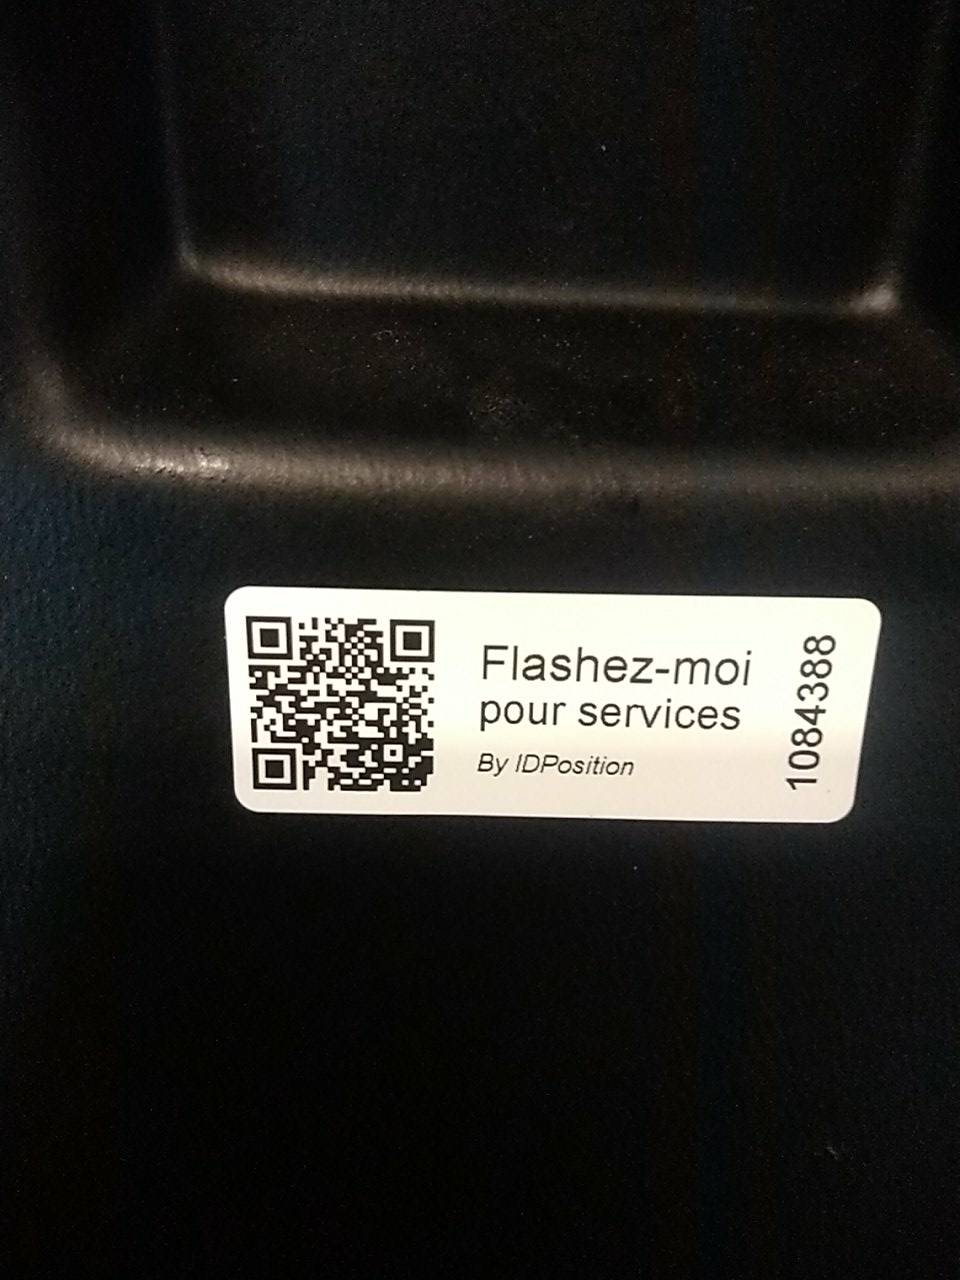 Flashez-moi
pour services
By IDPosition
1084388